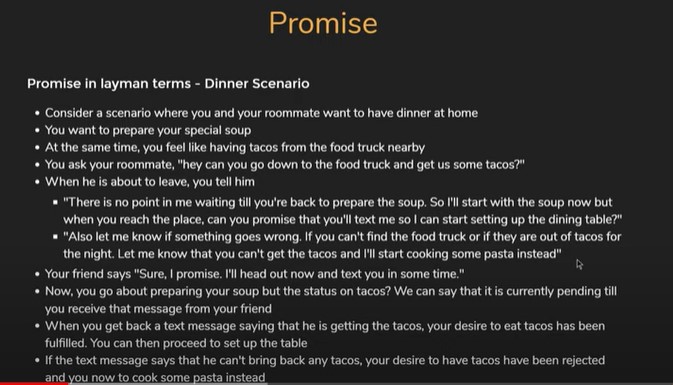 Promise
Promise in layman terms - Dinner Scenario
• Consider a scenario where you and your roommate want to have dinner at home
• You want to prepare your special soup
• At the same time, you feel like having tacos from the food truck nearby
• You ask your roommate, "hey can you go down to the food truck and get us some tacos?"
• When he is about to leave, you tell him
▪ "There is no point in me waiting till you're back to prepare the soup. So I'll start with the soup now but
when you reach the place, can you promise that you'll text me so I can start setting up the dining table?"
▪ "Also let me know if something goes wrong. If you can't find the food truck or if they are out of tacos for
the night. Let me know that you can't get the tacos and I'll start cooking some pasta instead"
• Your friend says "Sure, I promise. I'll head out now and text you in some time."
• Now, you go about preparing your soup but the status on tacos? We can say that it is currently pending till
you receive that message from your friend
• When you get back a text message saying that he is getting the tacos, your desire to eat tacos has been
fulfilled. You can then proceed to set up the table
• If the text message says that he can't bring back any tacos, your desire to have tacos have been rejected
and you now to cook some pasta instead